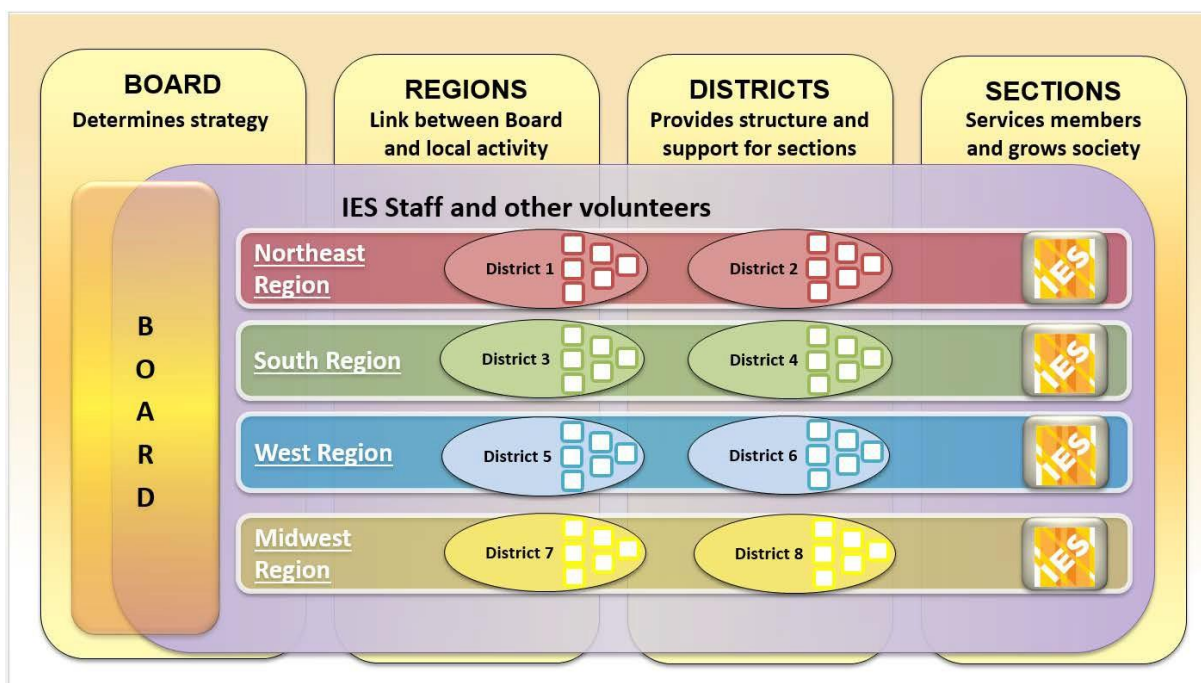 BOARD
Determines strategy
REGIONS
Link between Board
and local activity
DISTRICTS
Provides structure and
support for sections
SECTIONS
Services members
and grows society
IES Staff and other volunteers
B
O
A
R
D
Northeast
Region
District 1
District 2
IES
South Region
District 3
District 4
IES
West Region
District 5
District 6
IES
Midwest
Region
District 7
District 8
IES